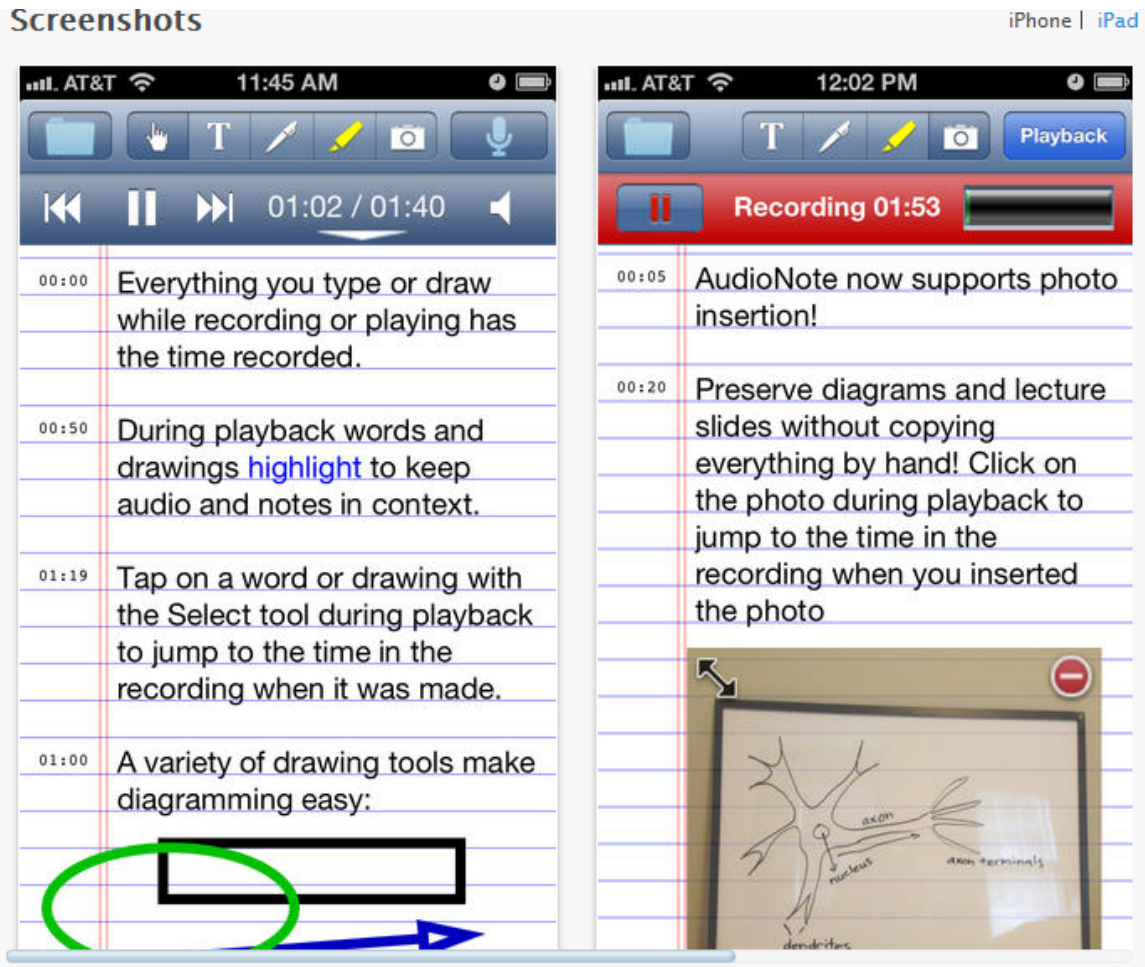 Screenshots
iPhone | iPad
AT&T 11:45 AM
T
01:02 / 01:40
00:00 Everything you type or draw
while recording or playing has
the time recorded.
00:50 During playback words and
drawings highlight to keep
audio and notes in context.
01:19 Tap on a word or drawing with
the Select tool during playback
to jump to the time in the
recording when it was made.
01:00 A variety of drawing tools make
diagramming easy:
AT&T 12:02 PM
T Playback
Recording 01:53
00:05 AudioNote now supports photo
insertion!
00:20 Preserve diagrams and lecture
slides without copying
everything by hand! Click on
the photo during playback to
jump to the time in the
recording when you inserted
the photo
axon
nucleus
axon terminals
dendrites